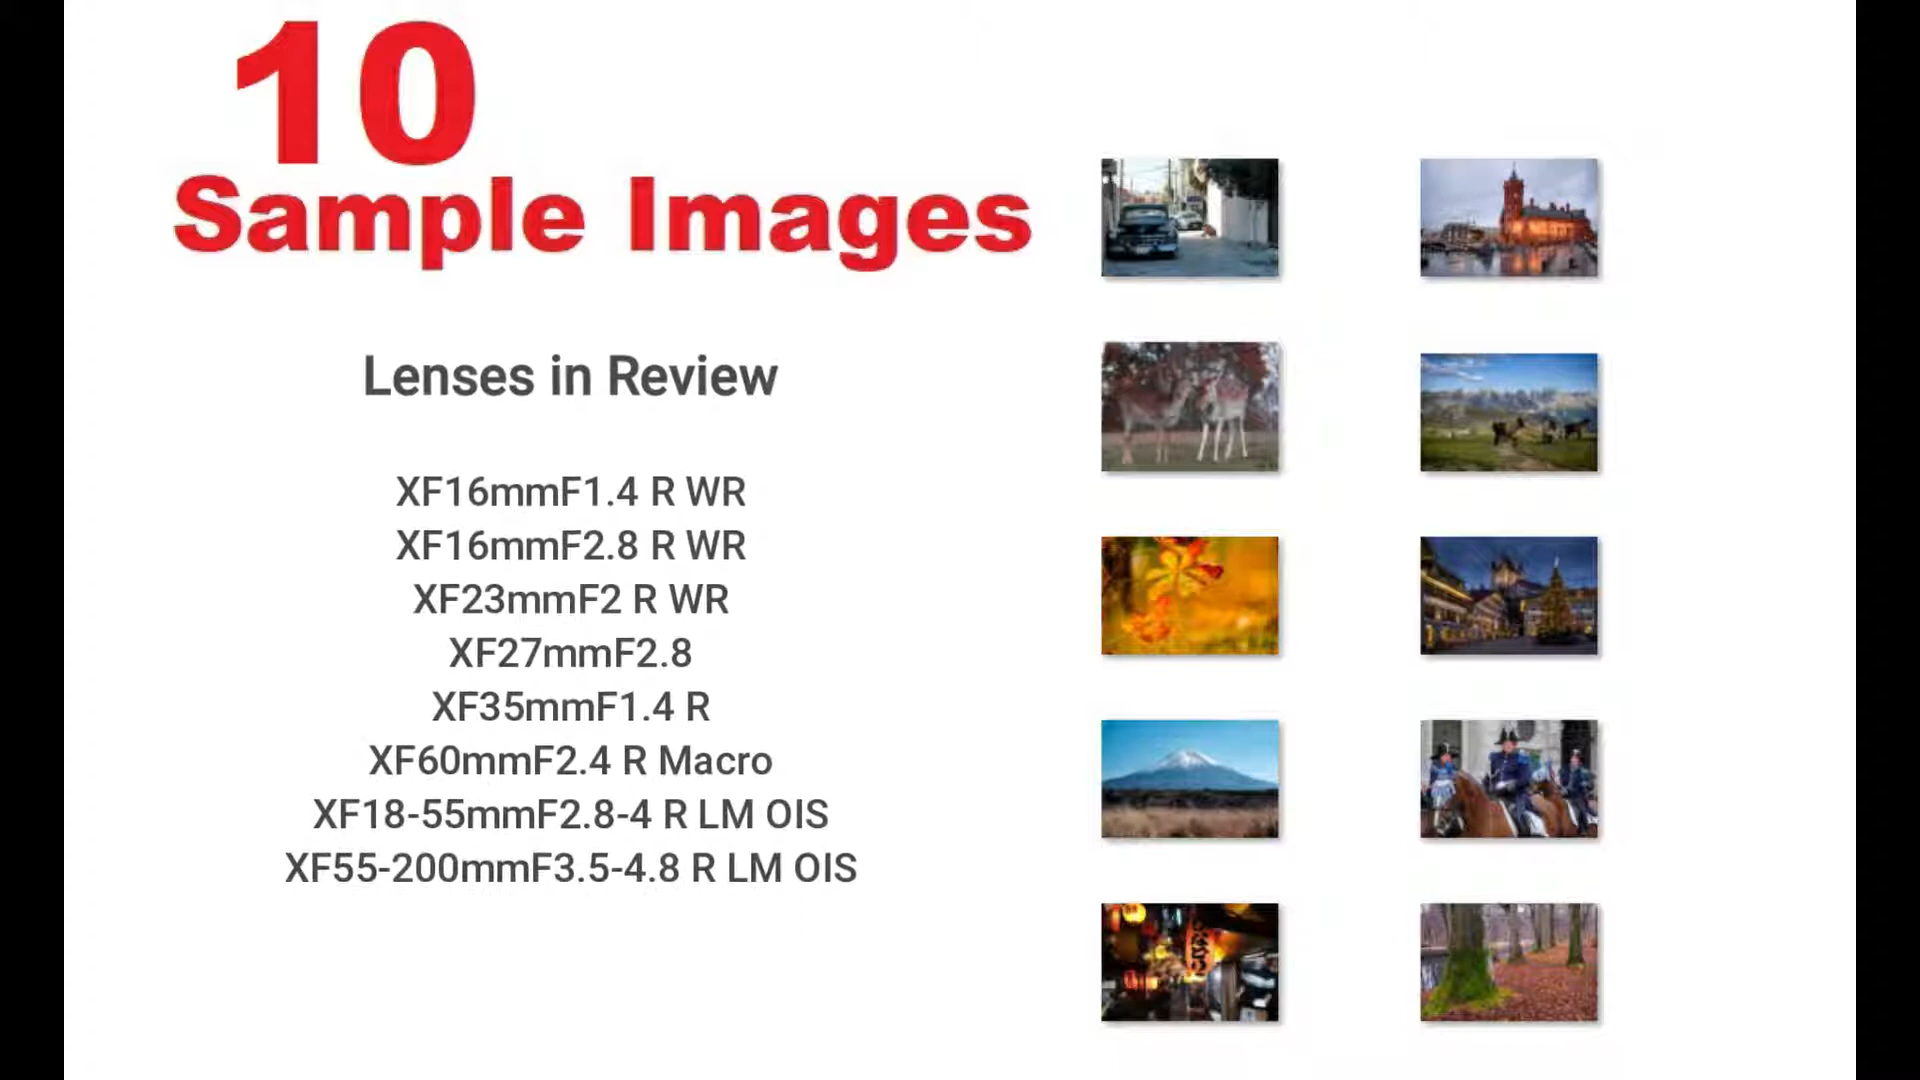 10
Sample Images
Lenses in Review
XF16mmF1.4 R WR
XF16mmF2.8 R WR
XF23mmF2 R WR
XF27mmF2.8
XF35mmF1.4 R
XF60mmF2.4 R Macro
XF18-55mmF2.8-4 R LM OIS
XF55-200mmF3.5-4.8 R LM OIS